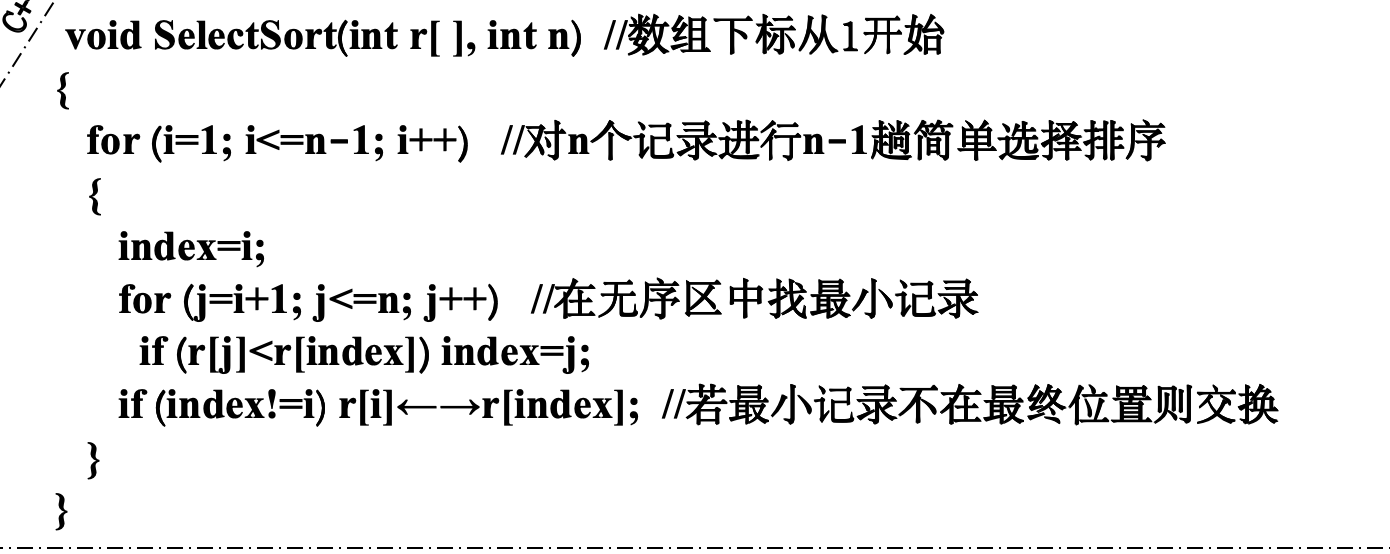 C+
void SelectSort(int r[ ], int n) //数组下标从1开始
{
for (i=1; i<=n-1; i++) //对n个记录进行n-1趟简单选择排序
{
index=i;
for (j=i+1; j<=n; j++) //在无序区中找最小记录
if (r[j]<r[index]) index=j;
if (index!=i) r[i]←→r[index]; //若最小记录不在最终位置则交换
}
}